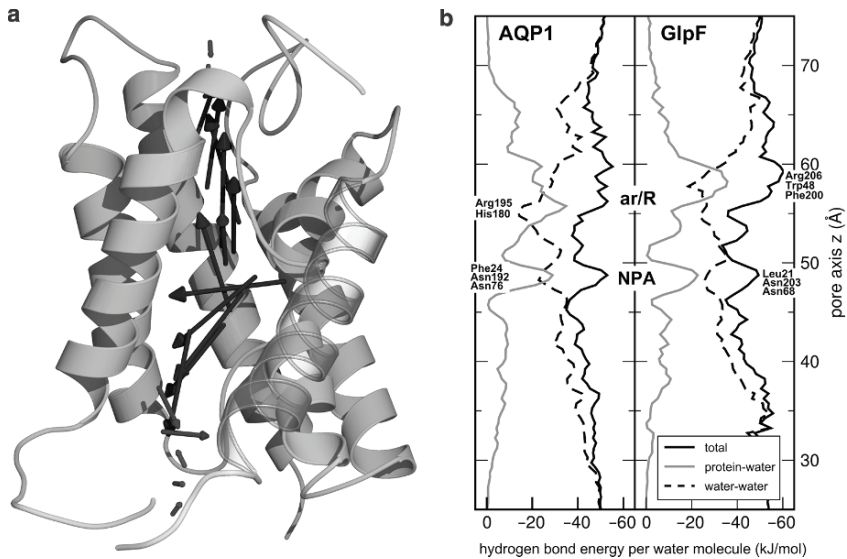 a
b
AQP1
GlpF
70
60
Arg206
Trp48
Phe200
Arg195
His180
ar/R
50
Phe24
Asn192
Asn76
NPA
Leu21
Asn203
Asn68
pore axis z (Å)
40
total
protein-water
water-water
30
0 −20 −40 −60 0 −20 −40 −60
hydrogen bond energy per water molecule (kJ/mol)